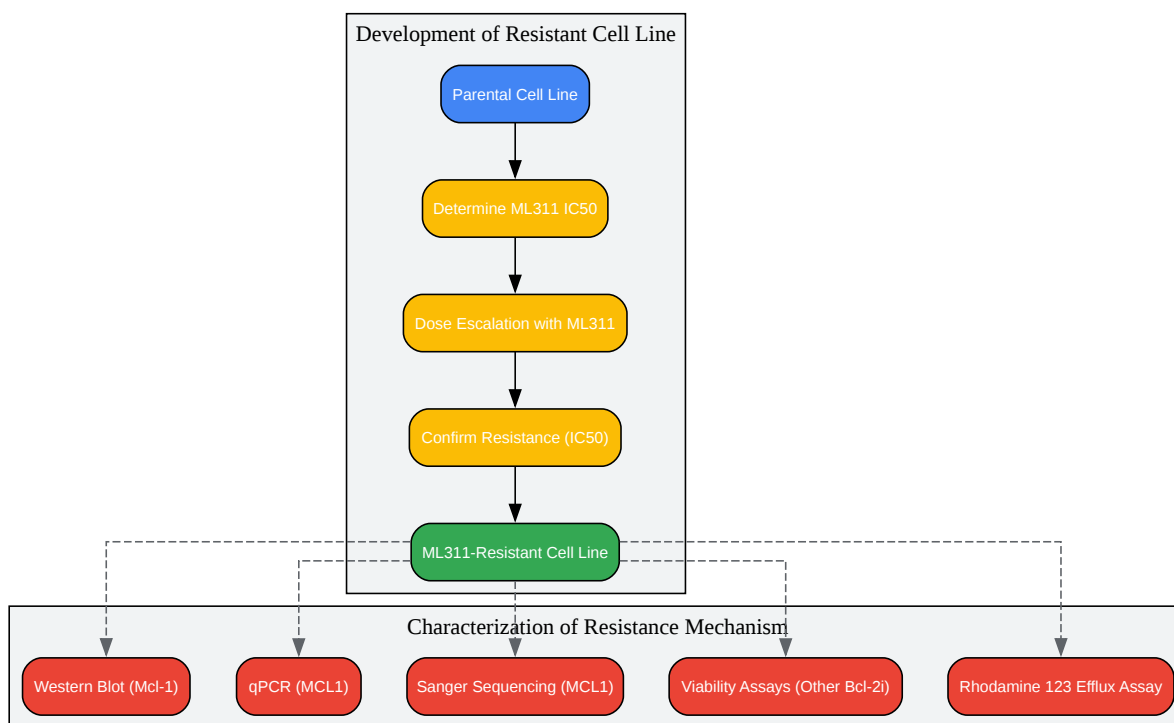 Development of Resistant Cell Line
Parental Cell Line
Determine ML311 IC50
Dose Escalation with ML311
Confirm Resistance (IC50)
ML311-Resistant Cell Line
Characterization of Resistance Mechanism
Western Blot (Mcl-1)
qPCR (MCL1)
Sanger Sequencing (MCL1)
Viability Assays (Other Bcl-2i)
Rhodamine 123 Efflux Assay